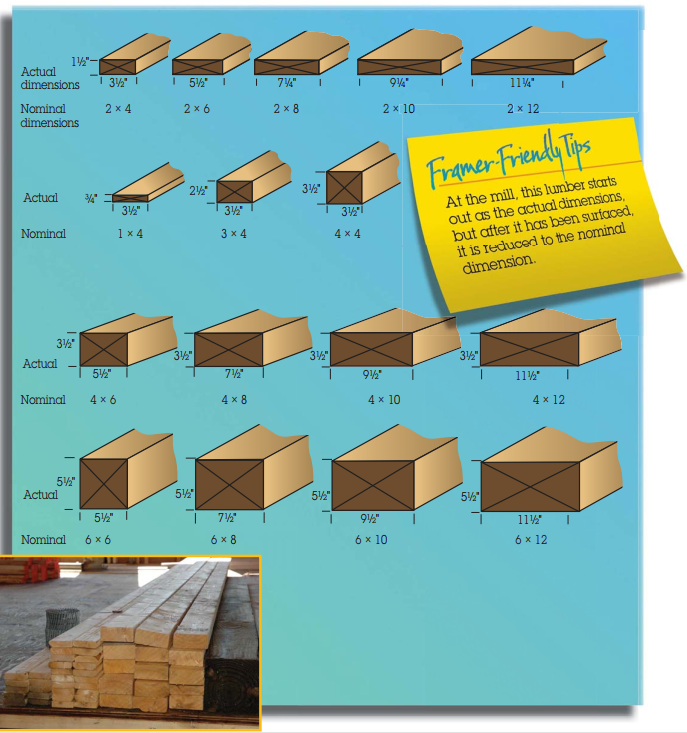 1½"
Actual
dimensions
3½" 5½" 7¼" 9¼" 11¼"
Nominal
dimensions
2 × 4 2 × 6 2 × 8 2 × 10 2 × 12
Framer-Friendly Tips
At the mill, this lumber starts
out as the actual dimensions,
but after it has been surfaced,
it is reduced to the nominal
dimension.
Actual ¾" 2½" 3½"
3½" 3½" 3½"
Nominal 1 × 4 3 × 4 4 × 4
3½" 3½" 3½" 3½"
Actual 5½" 7½" 9½" 11½"
Nominal 4 × 6 4 × 8 4 × 10 4 × 12
5½" 5½" 5½" 5½"
Actual
5½" 7½" 9½" 11½"
Nominal 6 × 6 6 × 8 6 × 10 6 × 12